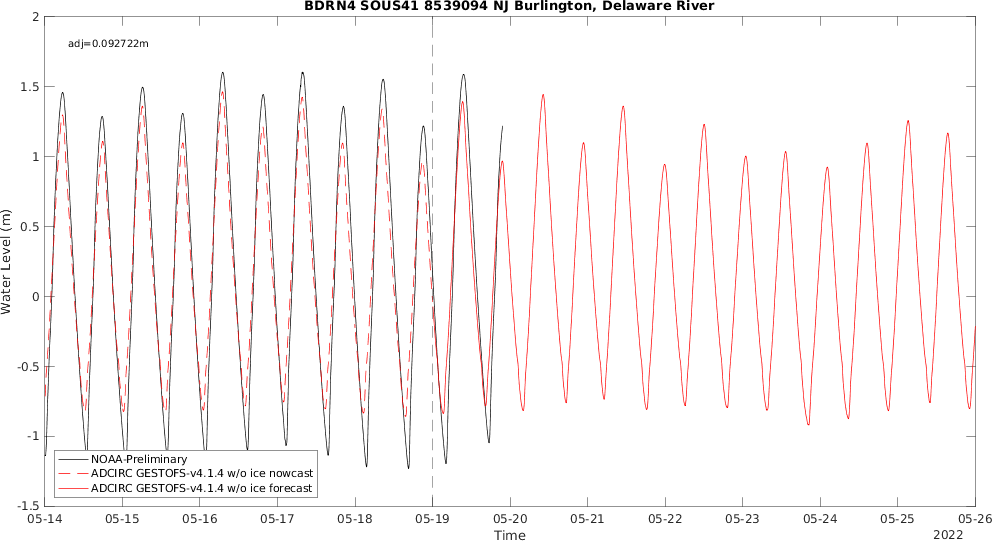 BDRN4 SOUS41 8539094 NJ Burlington, Delaware River
adj=0.092722m
2
1.5
1
0.5
0
-0.5
-1
-1.5
Water Level (m)
NOAA-Preliminary
ADCIRC GESTOFS-v4.1.4 w/o ice nowcast
ADCIRC GESTOFS-v4.1.4 w/o ice forecast
05-14 05-15 05-16 05-17 05-18 05-19 05-20 05-21 05-22 05-23 05-24 05-25 05-26
Time
2022